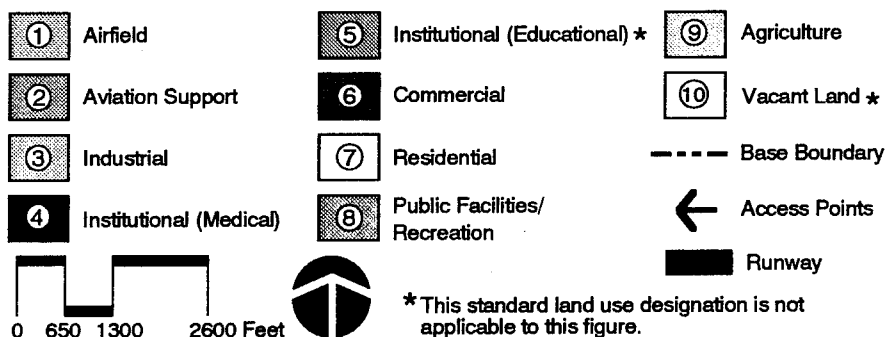 ① Airfield
② Aviation Support
③ Industrial
④ Institutional (Medical)
⑤ Institutional (Educational) *
⑥ Commercial
⑦ Residential
⑧ Public Facilities/
Recreation
⑨ Agriculture
⑩ Vacant Land *
Base Boundary
Access Points
Runway
0 650 1300 2600 Feet
* This standard land use designation is not
applicable to this figure.